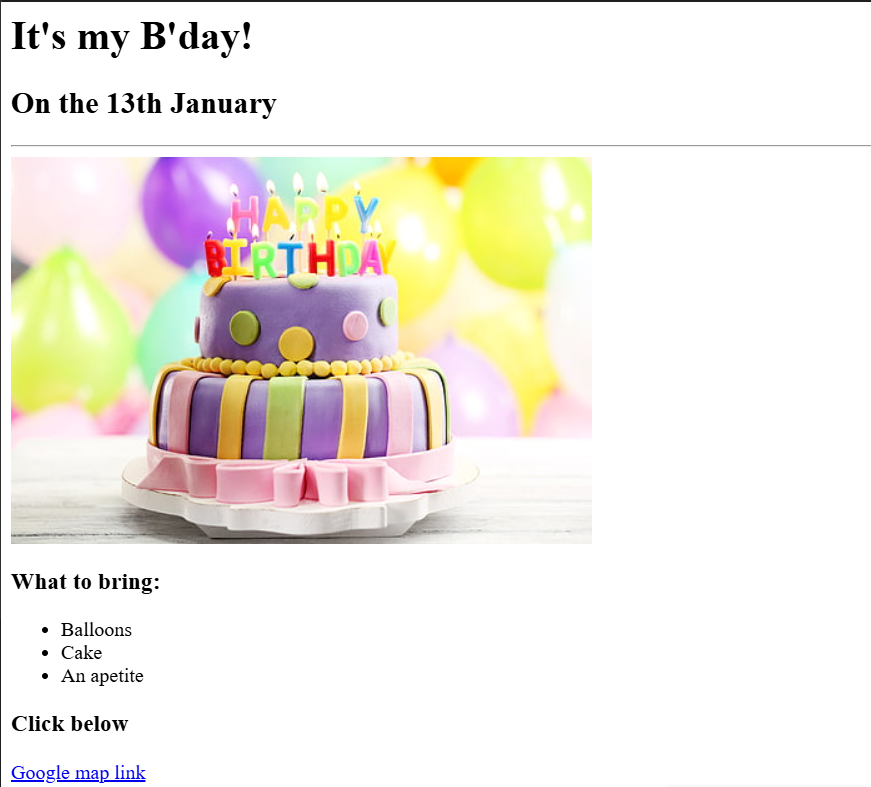 It's my B'day!
On the 13th January
HAPPY
BIRTHDAY
What to bring:
Balloons
Cake
An apetite
Click below
Google map link